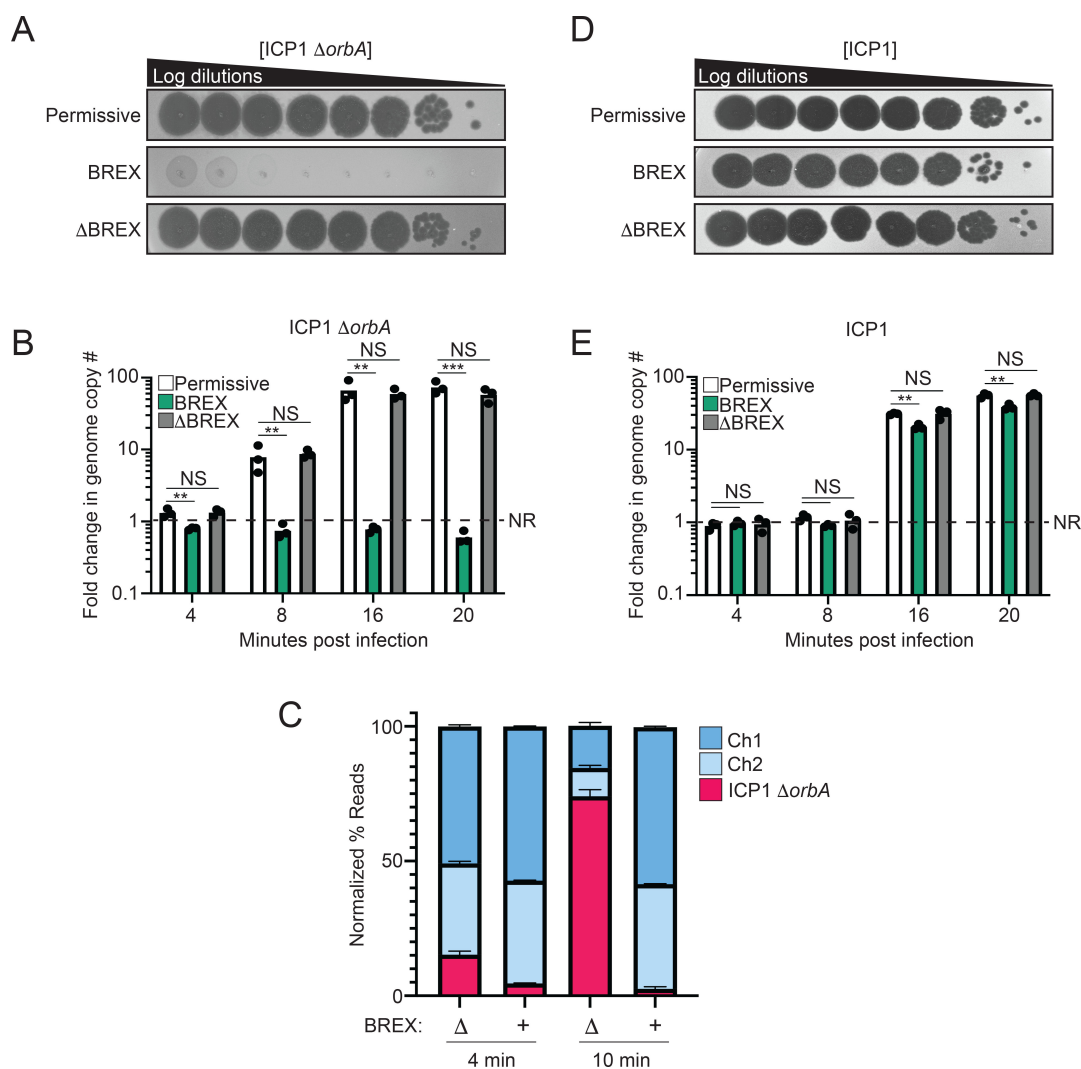 A
[ICP1 ΔorbA]
Log dilutions
Permissive
BREX
ΔBREX
D
[ICP1]
Log dilutions
Permissive
BREX
ΔBREX
B
ICP1 ΔorbA
Fold change in genome copy #
100
10
1
0.1
Permissive
BREX
ΔBREX
NS
**
NS
**
NS
**
NS
***
NR
4
8
16
20
Minutes post infection
E
ICP1
Fold change in genome copy #
100
10
1
0.1
Permissive
BREX
ΔBREX
NS
NS
NS
**
NS
**
NR
4
8
16
20
Minutes post infection
C
Normalized % Reads
100
50
0
Ch1
Ch2
ICP1 ΔorbA
BREX: Δ + Δ +
4 min 10 min